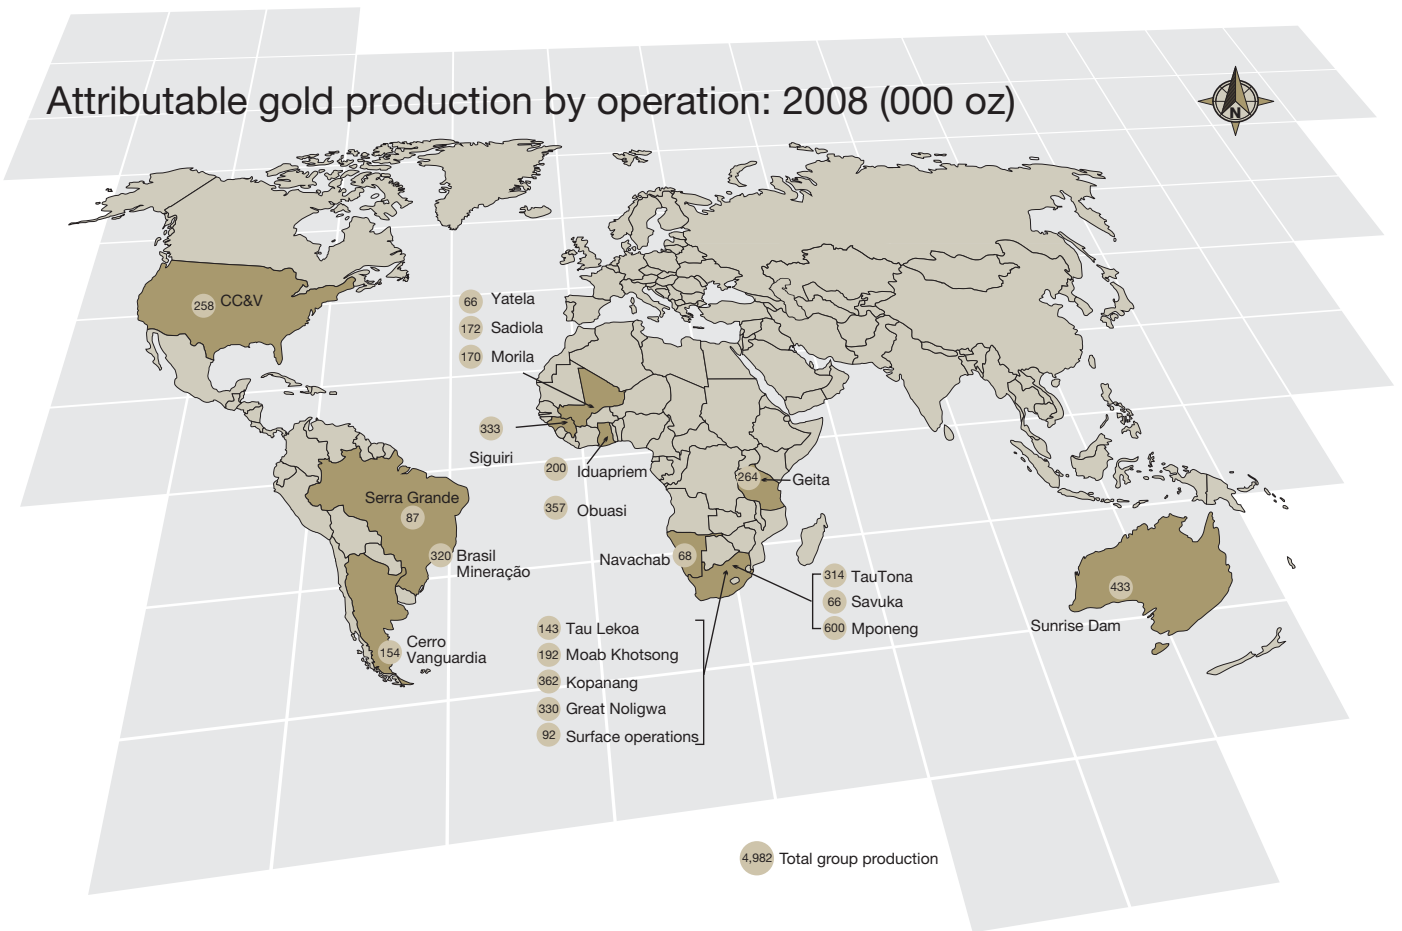 Attributable gold production by operation: 2008 (000 oz)
N
258 CC&V
66 Yatela
172 Sadiola
170 Morila
333
Siguiri
200 Iduapriem
357 Obuasi
264 Geita
Serra Grande
87
320 Brasil
Mineração
Navachab 68
314 TauTona
66 Savuka
600 Mponeng
433
Sunrise Dam
154 Cerro
Vanguardia
143 Tau Lekoa
192 Moab Khotsong
362 Kopanang
330 Great Noligwa
92 Surface operations
4,982 Total group production